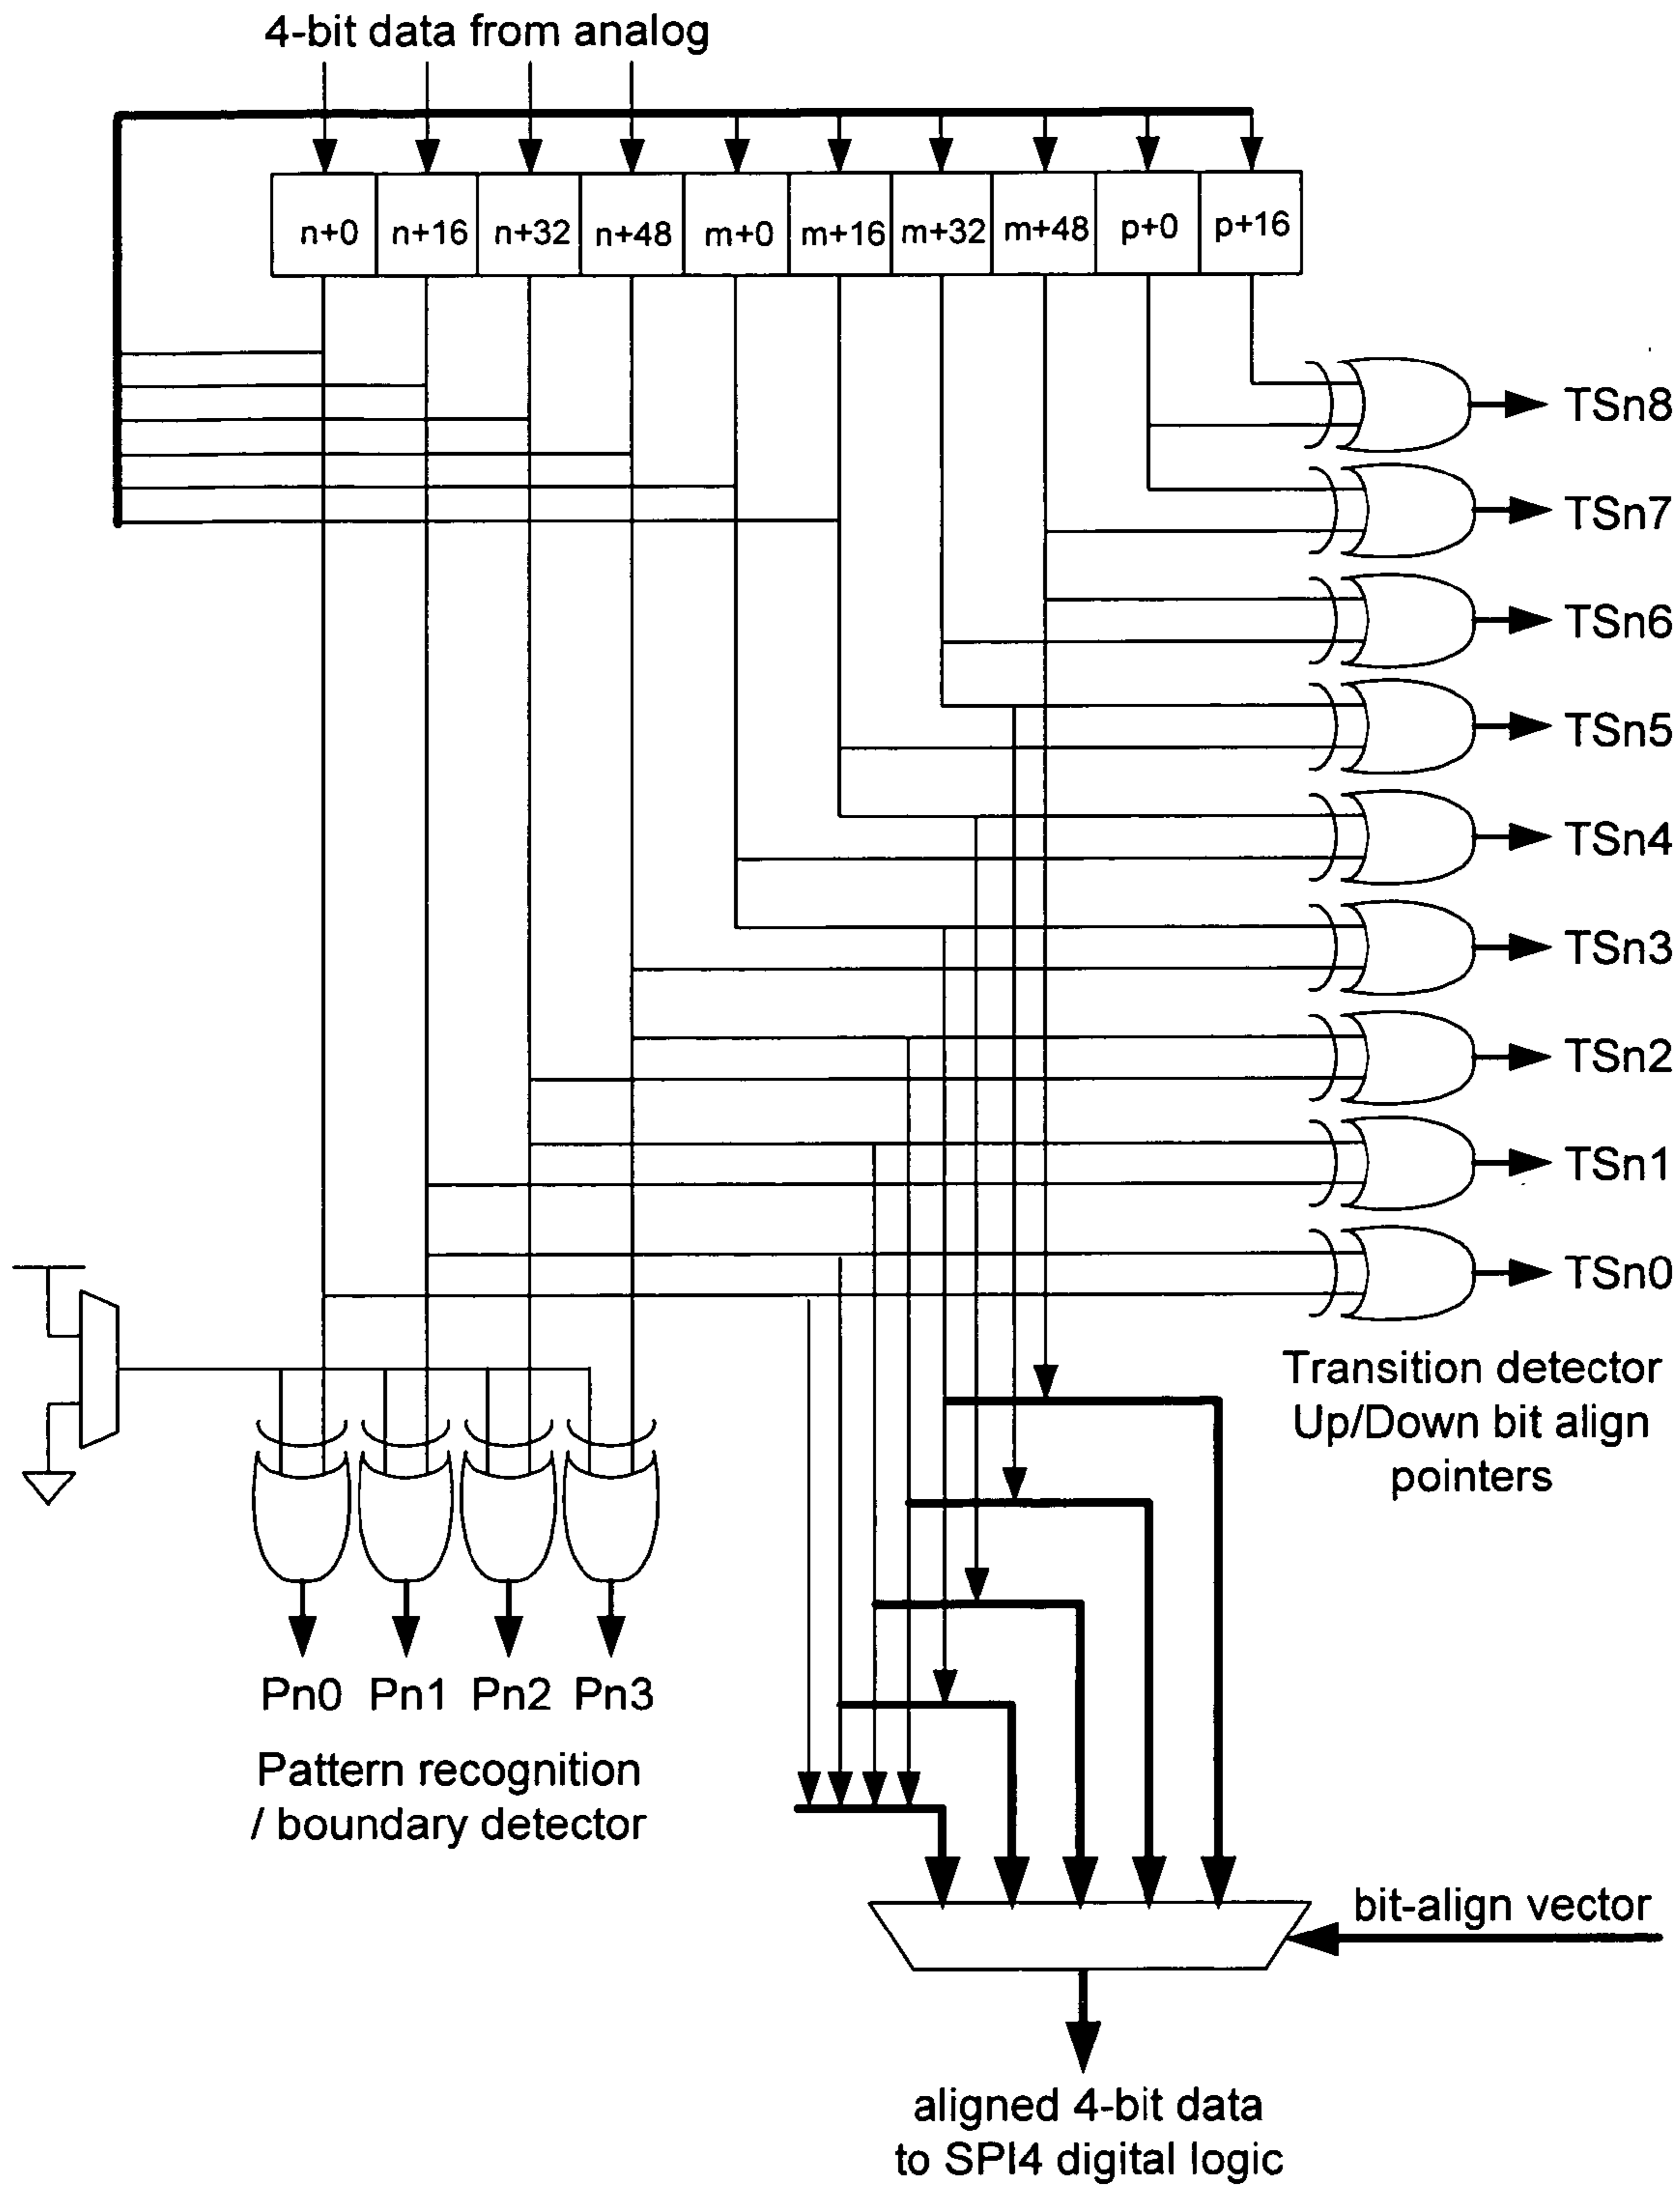 4-bit data from analog
n+0 n+16 n+32 n+48 m+0 m+16 m+32 m+48 p+0 p+16
TSn8
TSn7
TSn6
TSn5
TSn4
TSn3
TSn2
TSn1
TSn0
Transition detector
Up/Down bit align
pointers
Pn0 Pn1 Pn2 Pn3
Pattern recognition
/ boundary detector
bit-align vector
aligned 4-bit data
to SPI4 digital logic